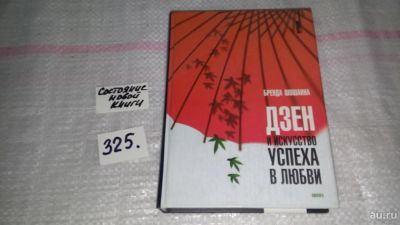 Состояние
новой
книги
325.
БРЕНДА ШОШАННА
ДЗЕН
И ИСКУССТВО
УСПЕХА
В ЛЮБВИ
au.ru